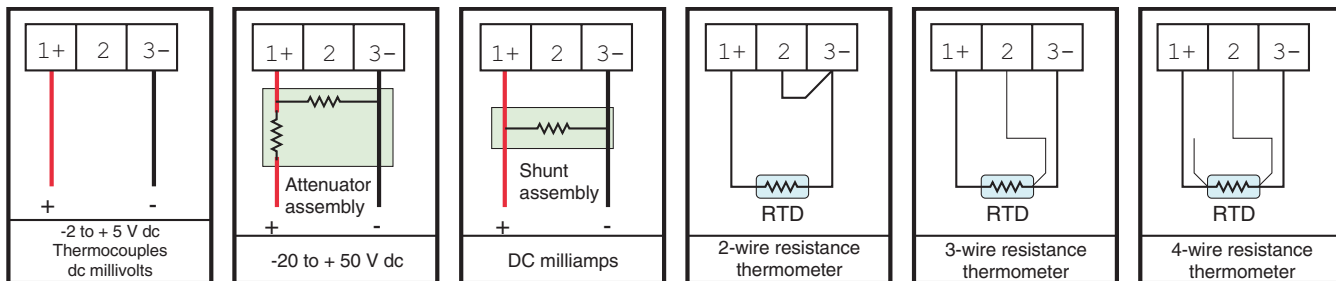 1+ 2 3-
+ -
-2 to + 5 V dc
Thermocouples
dc millivolts
1+ 2 3-
Attenuator
assembly
+ -
-20 to + 50 V dc
1+ 2 3-
Shunt
assembly
+ -
DC milliamps
1+ 2 3-
RTD
2-wire resistance
thermometer
1+ 2 3-
RTD
3-wire resistance
thermometer
1+ 2 3-
RTD
4-wire resistance
thermometer